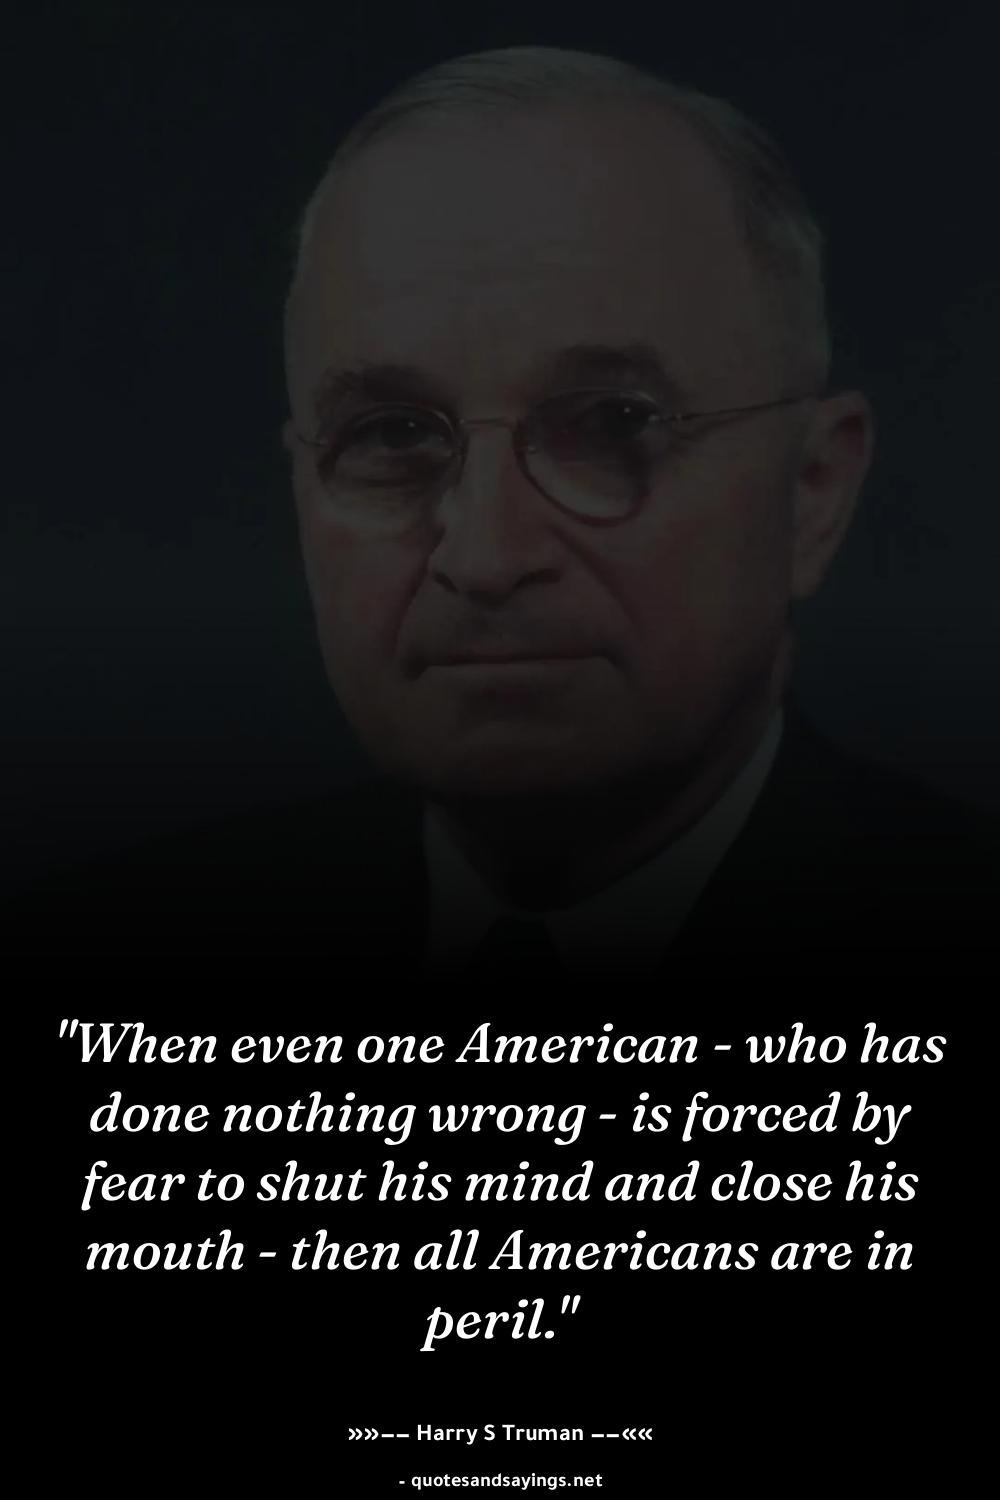 "When even one American - who has
done nothing wrong - is forced by
fear to shut his mind and close his
mouth - then all Americans are in
peril."
»»–– Harry S Truman ––««
- quotesandsayings.net